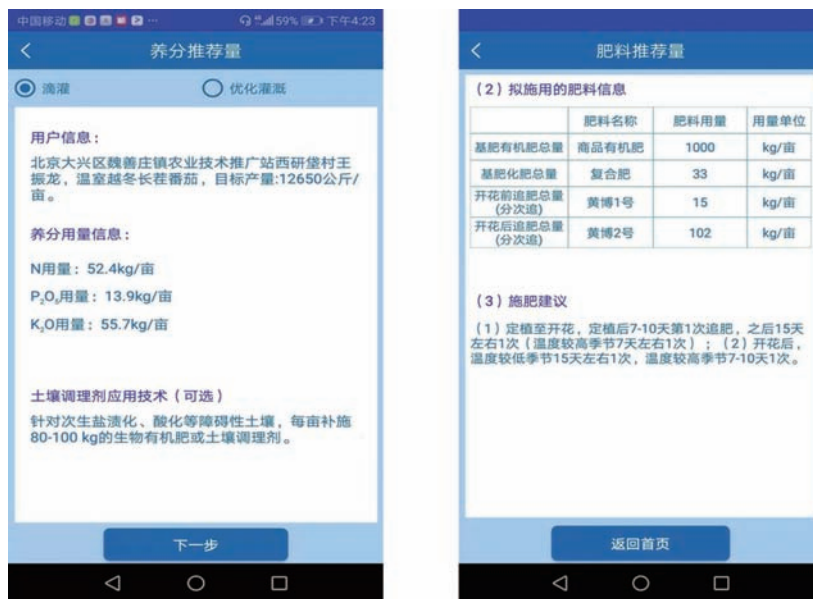 中国移动 59% 下午4:23
养分推荐量
滴灌 优化灌溉
用户信息：
北京大兴区魏善庄镇农业技术推广站西研垡村王
振龙，温室越冬长茬番茄，目标产量:12650公斤/
亩。
养分用量信息：
N用量：52.4kg/亩
P₂O₅用量：13.9kg/亩
K₂O用量：55.7kg/亩
土壤调理剂应用技术（可选）
针对次生盐渍化、酸化等障碍性土壤，每亩补施
80-100 kg的生物有机肥或土壤调理剂。
下一步
肥料推荐量
（2）拟施用的肥料信息
肥料名称 肥料用量 用量单位
基肥有机肥总量 商品有机肥 1000 kg/亩
基肥化肥总量 复合肥 33 kg/亩
开花前追肥总量
(分次追) 黄博1号 15 kg/亩
开花后追肥总量
(分次追) 黄博2号 102 kg/亩
（3）施肥建议
（1）定植至开花，定植后7-10天第1次追肥，之后15天
左右1次（温度较高季节7天左右1次）；（2）开花后，
温度较低季节15天左右1次，温度较高季节7-10天1次。
返回首页